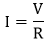 I = V/R